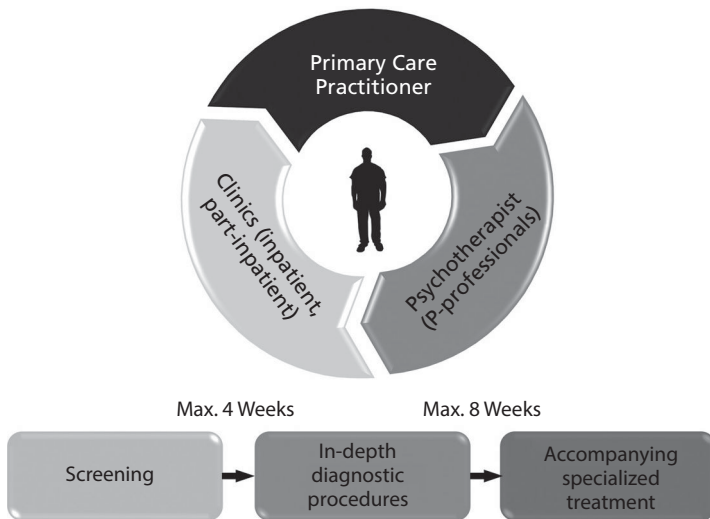 Primary Care
Practitioner
Clinics (inpatient,
part-inpatient)
Psychotherapist
(P-professionals)
Max. 4 Weeks
Max. 8 Weeks
Screening
In-depth
diagnostic
procedures
Accompanying
specialized
treatment